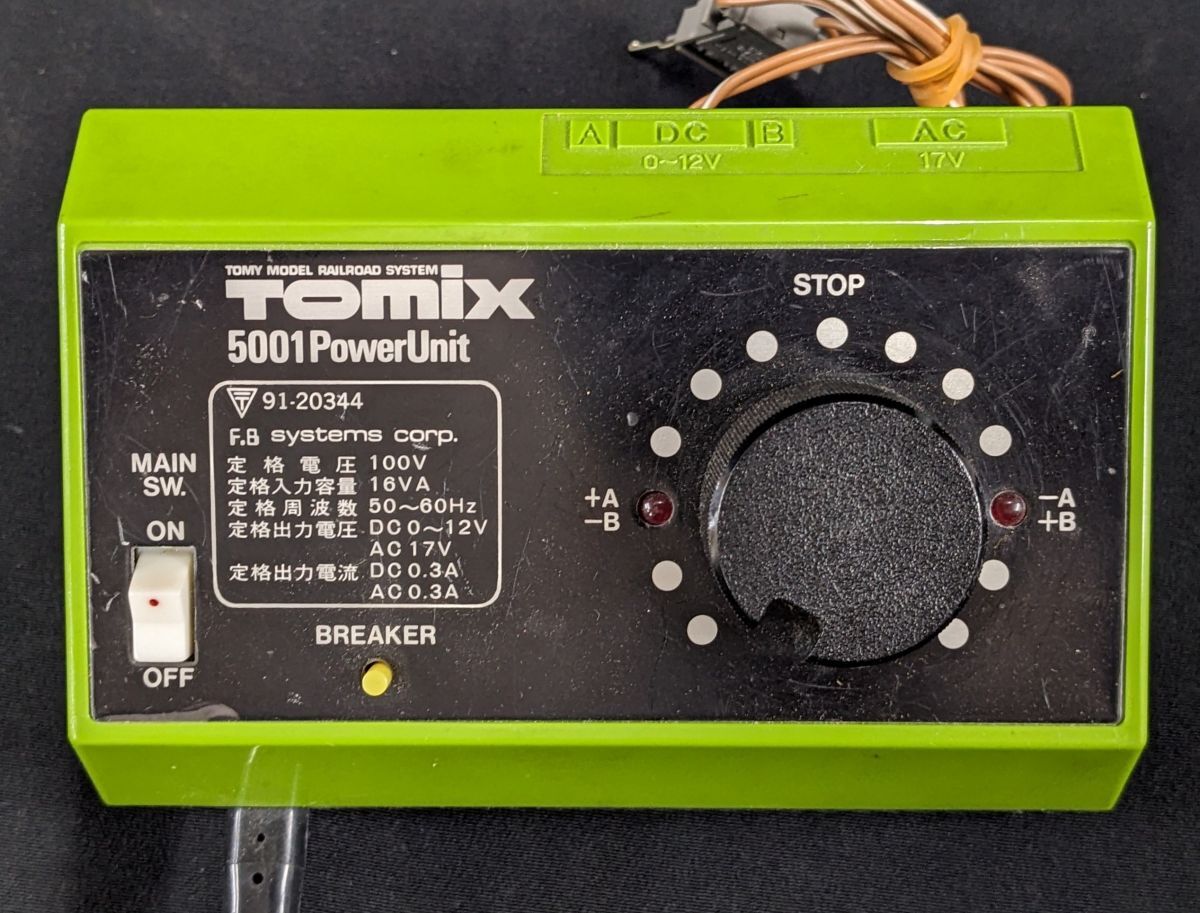 A DC B AC
0~12V 17V
TOMY MODEL RAILROAD SYSTEM
TOMIX
5001 PowerUnit
STOP
91-20344
F.B systems corp.
定格電圧 100V
定格入力容量 16VA
定格周波数 50~60Hz
定格出力電圧 DC 0~12V
AC 17V
定格出力電流 DC 0.3A
AC 0.3A
MAIN
SW.
ON
OFF
BREAKER
+A
-B
-A
+B